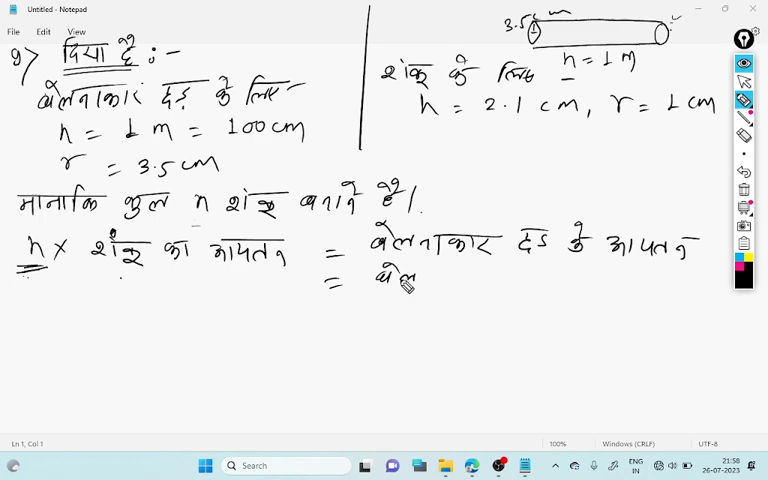 Untitled - Notepad
File Edit View
9) दिया है :-
बेलनाकार दंड के लिए
h = 1 m = 100 cm
r = 3.5 cm
3.5 cm
h = 1 m
शंकु के लिए
h = 2.1 cm, r = 1 cm
माना कि कुल n शंकु बनाने है।
n × शंकु का आयतन = बेलनाकार दंड के आयतन
= बेल
Ln 1, Col 1 100% Windows (CRLF) UTF-8
Search
ENG
IN
21:58
26-07-2023